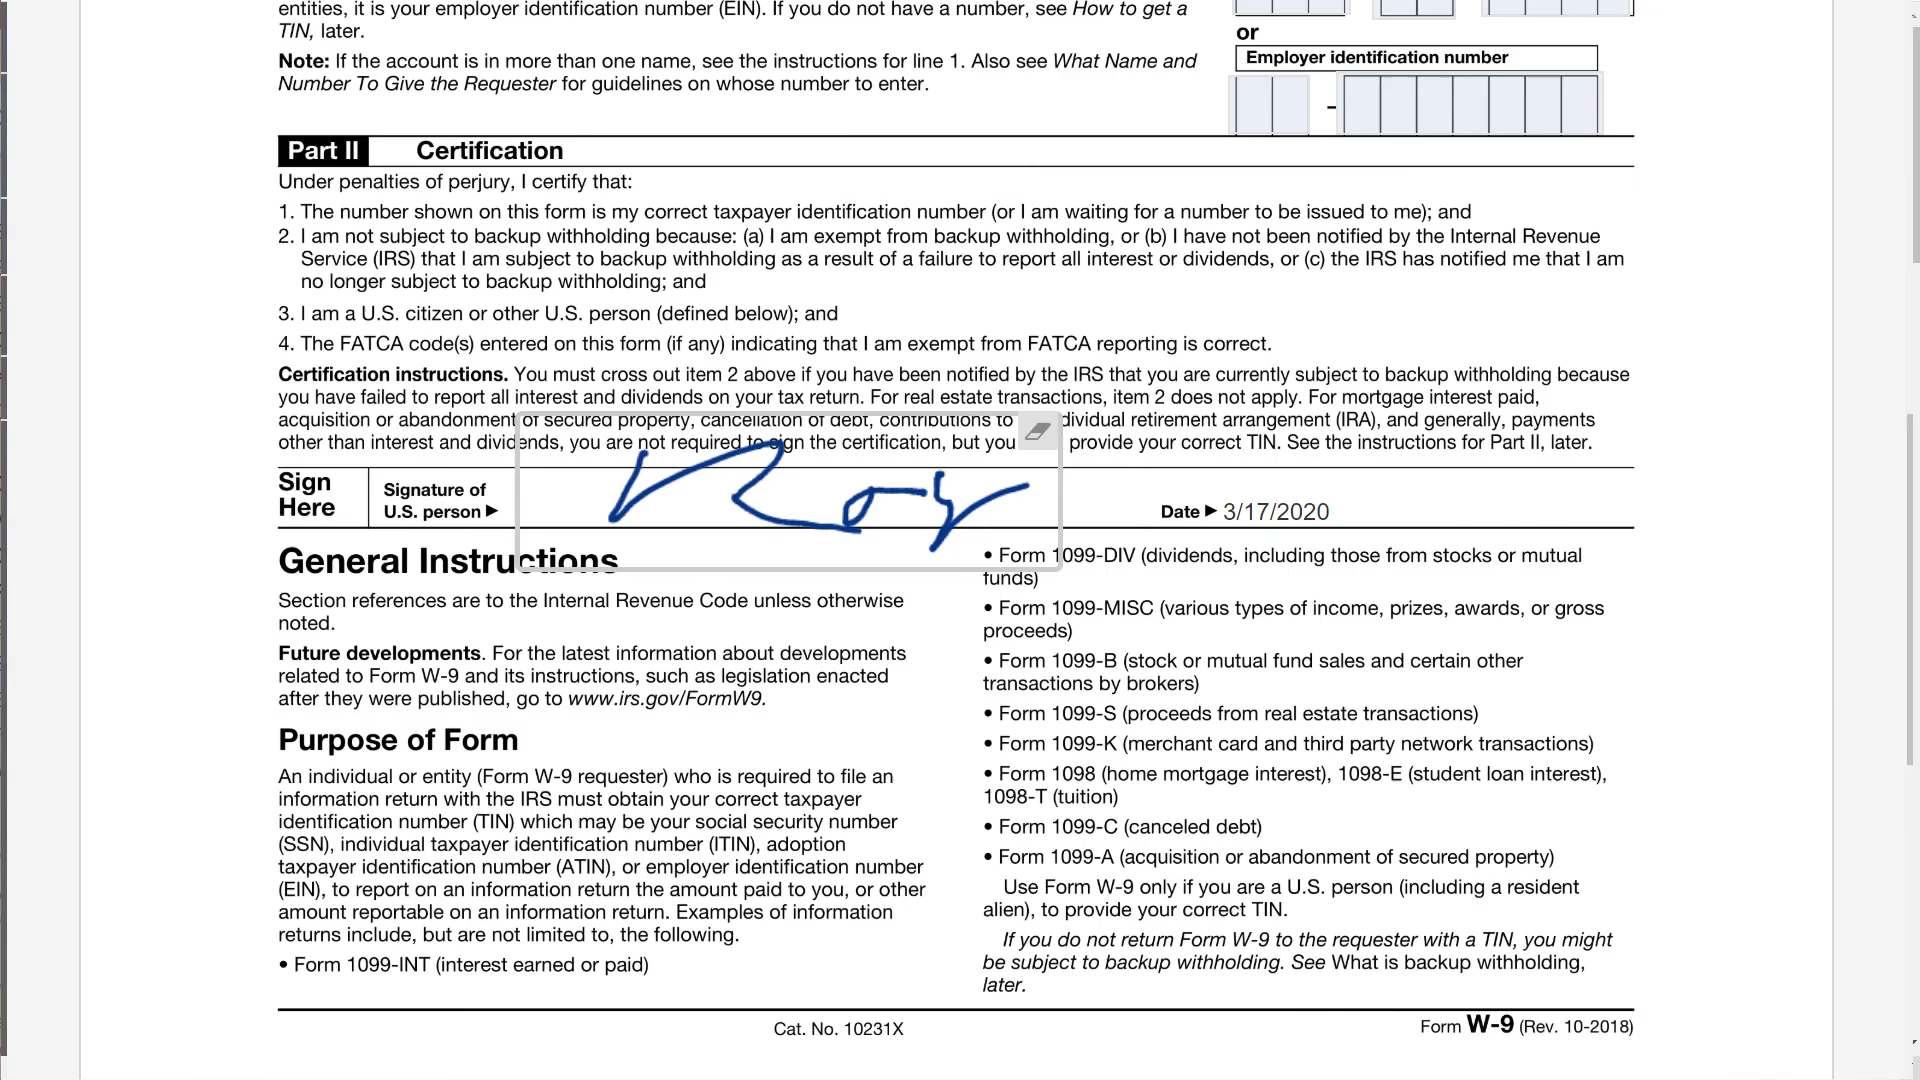 entities, it is your employer identification number (EIN). If you do not have a number, see How to get a
TIN, later.
Note: If the account is in more than one name, see the instructions for line 1. Also see What Name and
Number To Give the Requester for guidelines on whose number to enter.
or
Employer identification number
–
Part II Certification
Under penalties of perjury, I certify that:
1. The number shown on this form is my correct taxpayer identification number (or I am waiting for a number to be issued to me); and
2. I am not subject to backup withholding because: (a) I am exempt from backup withholding, or (b) I have not been notified by the Internal Revenue
Service (IRS) that I am subject to backup withholding as a result of a failure to report all interest or dividends, or (c) the IRS has notified me that I am
no longer subject to backup withholding; and
3. I am a U.S. citizen or other U.S. person (defined below); and
4. The FATCA code(s) entered on this form (if any) indicating that I am exempt from FATCA reporting is correct.
Certification instructions. You must cross out item 2 above if you have been notified by the IRS that you are currently subject to backup withholding because
you have failed to report all interest and dividends on your tax return. For real estate transactions, item 2 does not apply. For mortgage interest paid,
acquisition or abandonment of secured property, cancellation of debt, contributions to dividual retirement arrangement (IRA), and generally, payments
other than interest and dividends, you are not required to sign the certification, but you provide your correct TIN. See the instructions for Part II, later.
Sign
Here
Signature of
U.S. person ▶
Roy
Date ▶ 3/17/2020
General Instructions
Section references are to the Internal Revenue Code unless otherwise
noted.
Future developments. For the latest information about developments
related to Form W-9 and its instructions, such as legislation enacted
after they were published, go to www.irs.gov/FormW9.
Purpose of Form
An individual or entity (Form W-9 requester) who is required to file an
information return with the IRS must obtain your correct taxpayer
identification number (TIN) which may be your social security number
(SSN), individual taxpayer identification number (ITIN), adoption
taxpayer identification number (ATIN), or employer identification number
(EIN), to report on an information return the amount paid to you, or other
amount reportable on an information return. Examples of information
returns include, but are not limited to, the following.
• Form 1099-INT (interest earned or paid)
• Form 1099-DIV (dividends, including those from stocks or mutual
funds)
• Form 1099-MISC (various types of income, prizes, awards, or gross
proceeds)
• Form 1099-B (stock or mutual fund sales and certain other
transactions by brokers)
• Form 1099-S (proceeds from real estate transactions)
• Form 1099-K (merchant card and third party network transactions)
• Form 1098 (home mortgage interest), 1098-E (student loan interest),
1098-T (tuition)
• Form 1099-C (canceled debt)
• Form 1099-A (acquisition or abandonment of secured property)
Use Form W-9 only if you are a U.S. person (including a resident
alien), to provide your correct TIN.
If you do not return Form W-9 to the requester with a TIN, you might
be subject to backup withholding. See What is backup withholding,
later.
Cat. No. 10231X
Form W-9 (Rev. 10-2018)